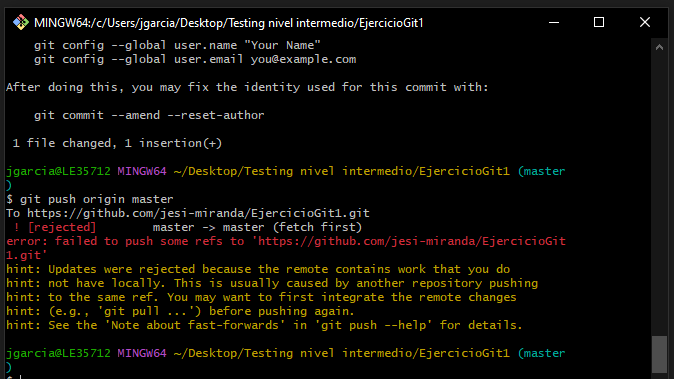 MINGW64:/c/Users/jgarcia/Desktop/Testing nivel intermedio/EjercicioGit1
git config --global user.name "Your Name"
git config --global user.email you@example.com
After doing this, you may fix the identity used for this commit with:
git commit --amend --reset-author
1 file changed, 1 insertion(+)
jgarcia@LE35712 MINGW64 ~/Desktop/Testing nivel intermedio/EjercicioGit1 (master
)
$ git push origin master
To https://github.com/jesi-miranda/EjercicioGit1.git
! [rejected]        master -> master (fetch first)
error: failed to push some refs to 'https://github.com/jesi-miranda/EjercicioGit
1.git'
hint: Updates were rejected because the remote contains work that you do
hint: not have locally. This is usually caused by another repository pushing
hint: to the same ref. You may want to first integrate the remote changes
hint: (e.g., 'git pull ...') before pushing again.
hint: See the 'Note about fast-forwards' in 'git push --help' for details.
jgarcia@LE35712 MINGW64 ~/Desktop/Testing nivel intermedio/EjercicioGit1 (master
)
$